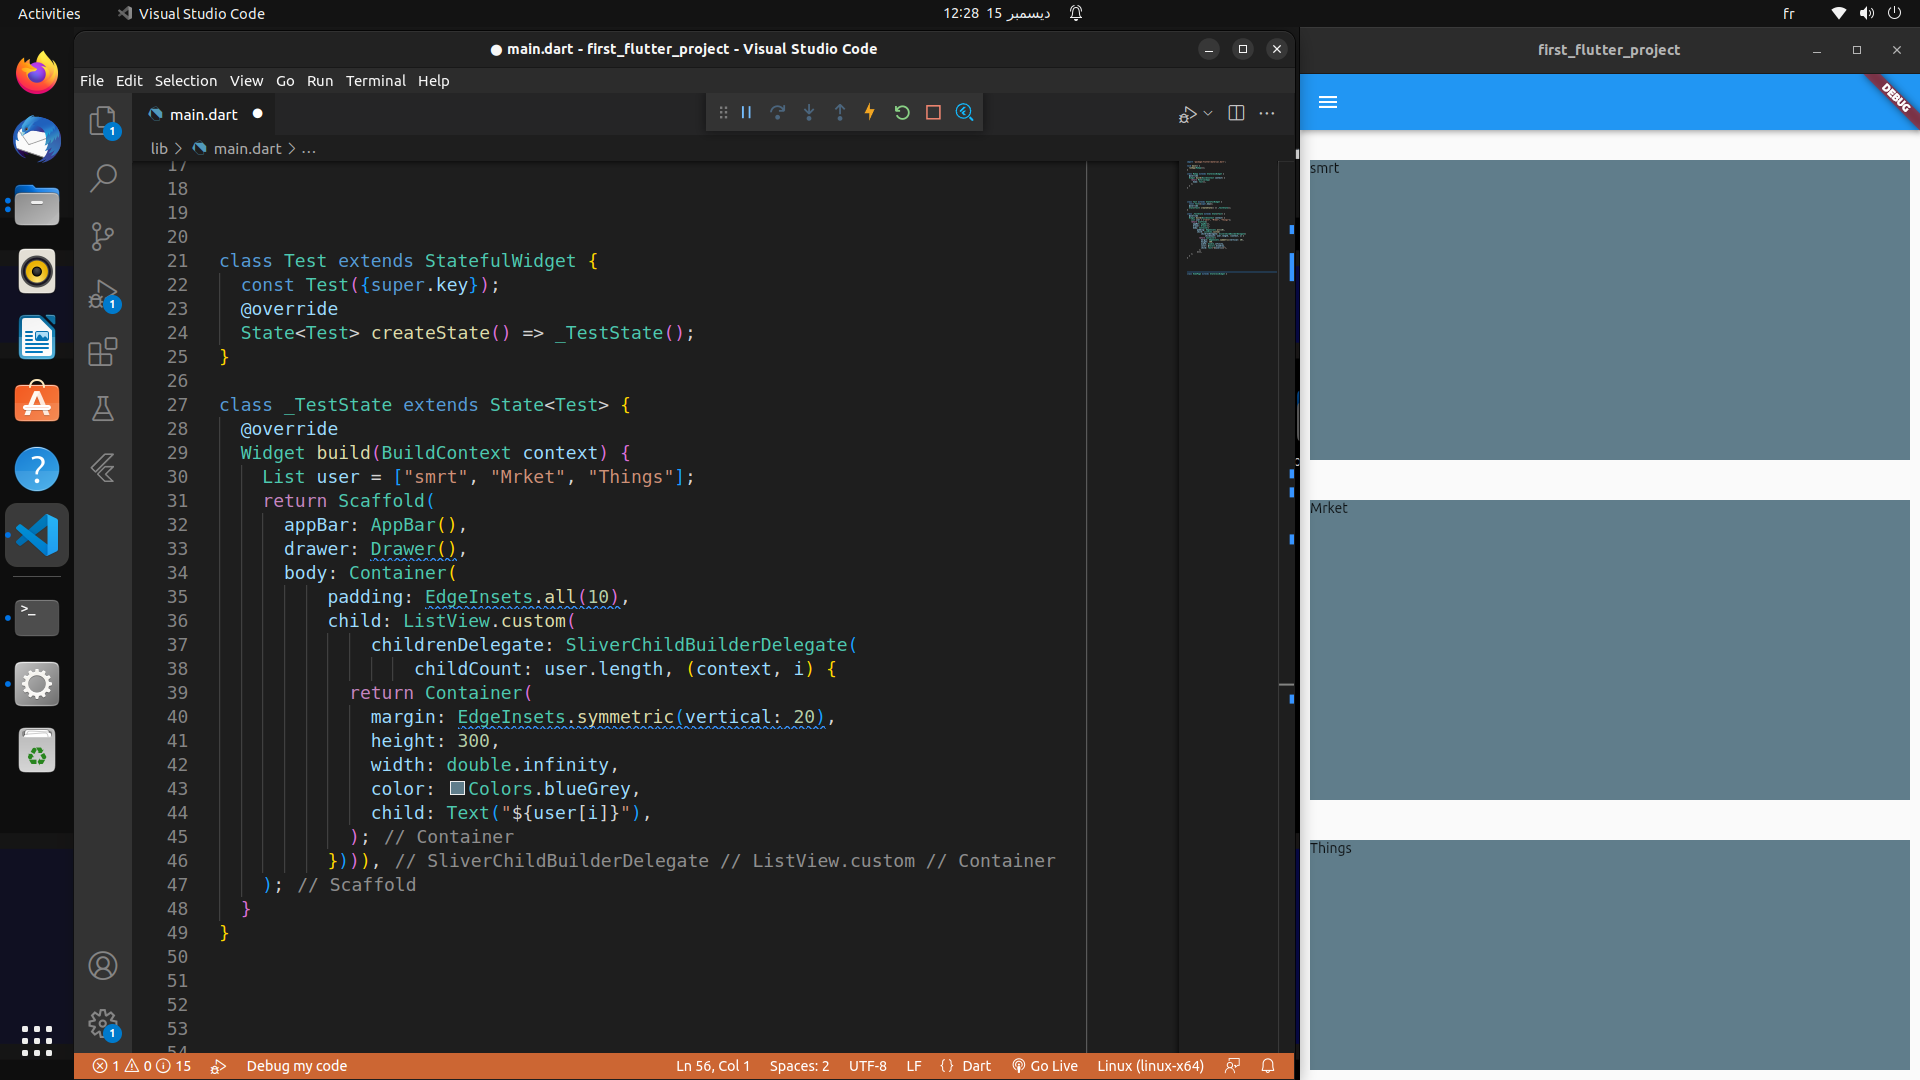 Activities
Visual Studio Code
12:28 15 ديسمبر
fr
main.dart - first_flutter_project - Visual Studio Code
File Edit Selection View Go Run Terminal Help
main.dart
lib > main.dart > ...
1
1
1
17
18
19
20
21 class Test extends StatefulWidget {
22 const Test({super.key});
23 @override
24 State<Test> createState() => _TestState();
25 }
26
27 class _TestState extends State<Test> {
28 @override
29 Widget build(BuildContext context) {
30 List user = ["smrt", "Mrket", "Things"];
31 return Scaffold(
32 appBar: AppBar(),
33 drawer: Drawer(),
34 body: Container(
35 padding: EdgeInsets.all(10),
36 child: ListView.custom(
37 childrenDelegate: SliverChildBuilderDelegate(
38 childCount: user.length, (context, i) {
39 return Container(
40 margin: EdgeInsets.symmetric(vertical: 20),
41 height: 300,
42 width: double.infinity,
43 color: Colors.blueGrey,
44 child: Text("${user[i]}"),
45 ); // Container
46 }))), // SliverChildBuilderDelegate // ListView.custom // Container
47 ); // Scaffold
48 }
49 }
50
51
52
53
54
1 0 15 Debug my code Ln 56, Col 1 Spaces: 2 UTF-8 LF {} Dart Go Live Linux (linux-x64)
first_flutter_project
DEBUG
smrt
Mrket
Things